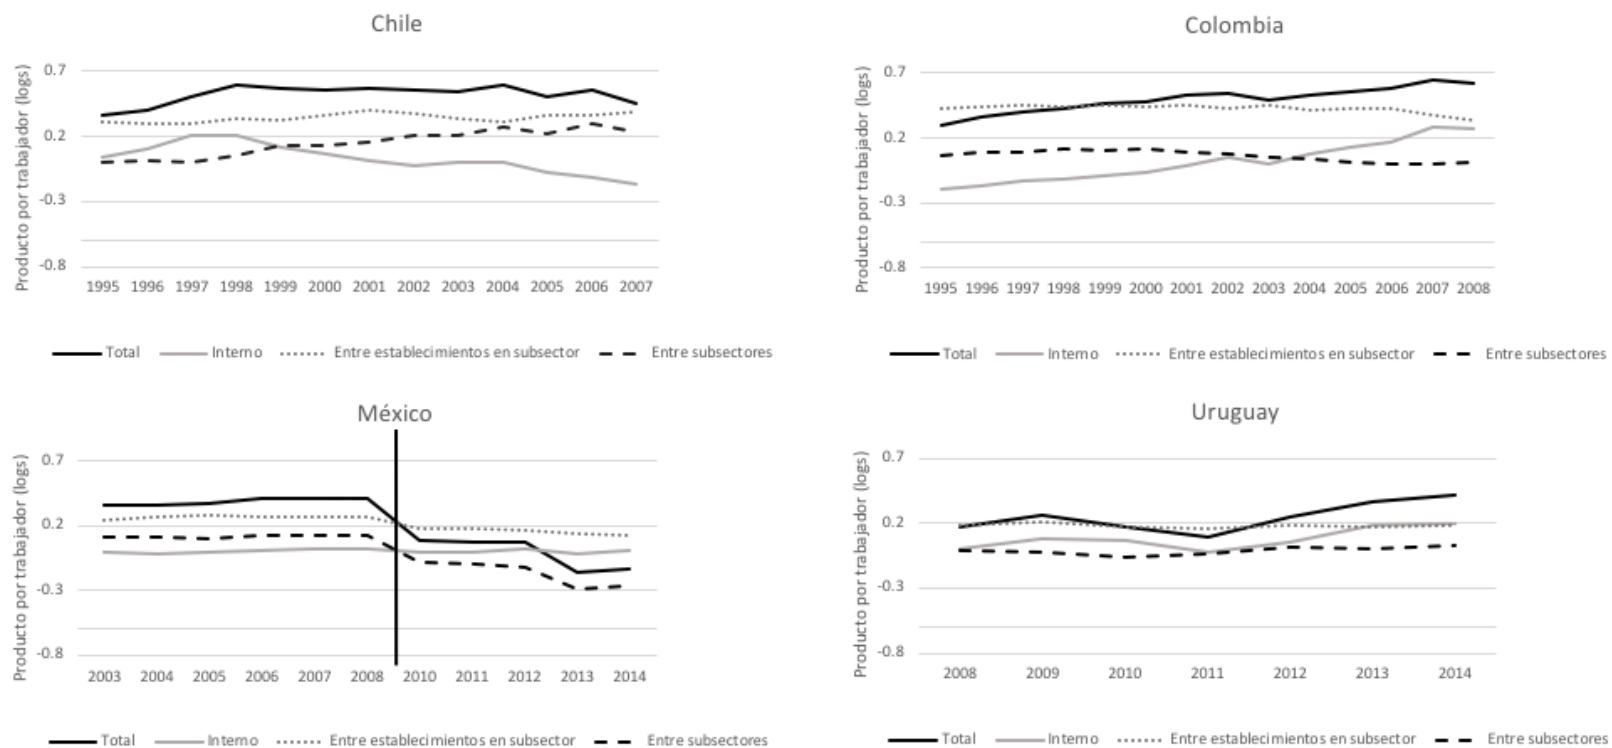 Chile
Producto por trabajador (logs)
0.7
0.2
-0.3
-0.8
1995 1996 1997 1998 1999 2000 2001 2002 2003 2004 2005 2006 2007
Total Interno Entre establecimientos en subsector Entre subsectores
Colombia
Producto por trabajador (logs)
0.7
0.2
-0.3
-0.8
1995 1996 1997 1998 1999 2000 2001 2002 2003 2004 2005 2006 2007 2008
Total Interno Entre establecimientos en subsector Entre subsectores
México
Producto por trabajador (logs)
0.7
0.2
-0.3
-0.8
2003 2004 2005 2006 2007 2008 2010 2011 2012 2013 2014
Total Interno Entre establecimientos en subsector Entre subsectores
Uruguay
Producto por trabajador (logs)
0.7
0.2
-0.3
-0.8
2008 2009 2010 2011 2012 2013 2014
Total Interno Entre establecimientos en subsector Entre subsectores